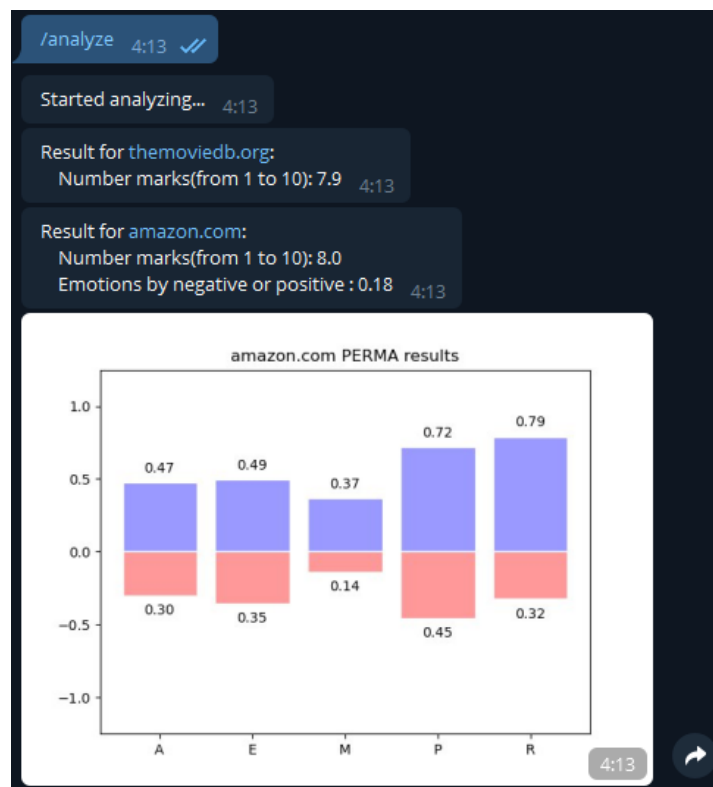 /analyze 4:13
Started analyzing... 4:13
Result for themoviedb.org:
Number marks(from 1 to 10): 7.9 4:13
Result for amazon.com:
Number marks(from 1 to 10): 8.0
Emotions by negative or positive : 0.18 4:13
amazon.com PERMA results
1.0
0.5
0.0
−0.5
−1.0
0.47 0.49 0.37 0.72 0.79
0.30 0.35 0.14 0.45 0.32
A E M P R
4:13